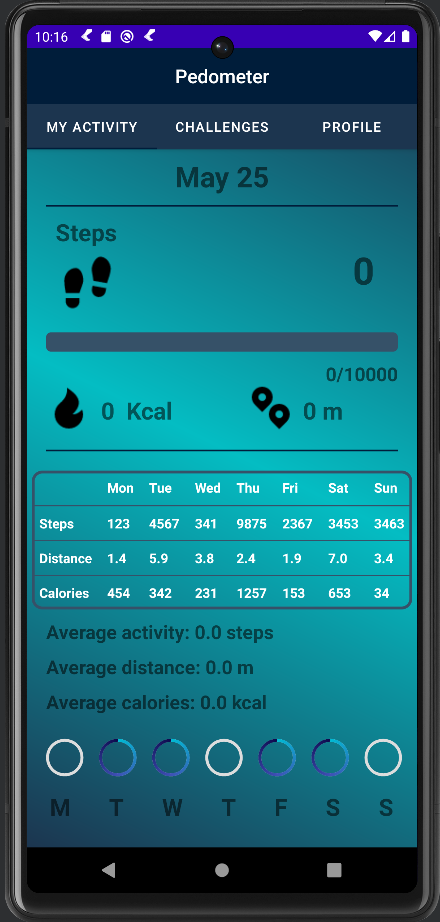 10:16
Pedometer
MY ACTIVITY CHALLENGES PROFILE
May 25
Steps
0
0/10000
0 Kcal 0 m
Mon Tue Wed Thu Fri Sat Sun
Steps 123 4567 341 9875 2367 3453 3463
Distance 1.4 5.9 3.8 2.4 1.9 7.0 3.4
Calories 454 342 231 1257 153 653 34
Average activity: 0.0 steps
Average distance: 0.0 m
Average calories: 0.0 kcal
M T W T F S S